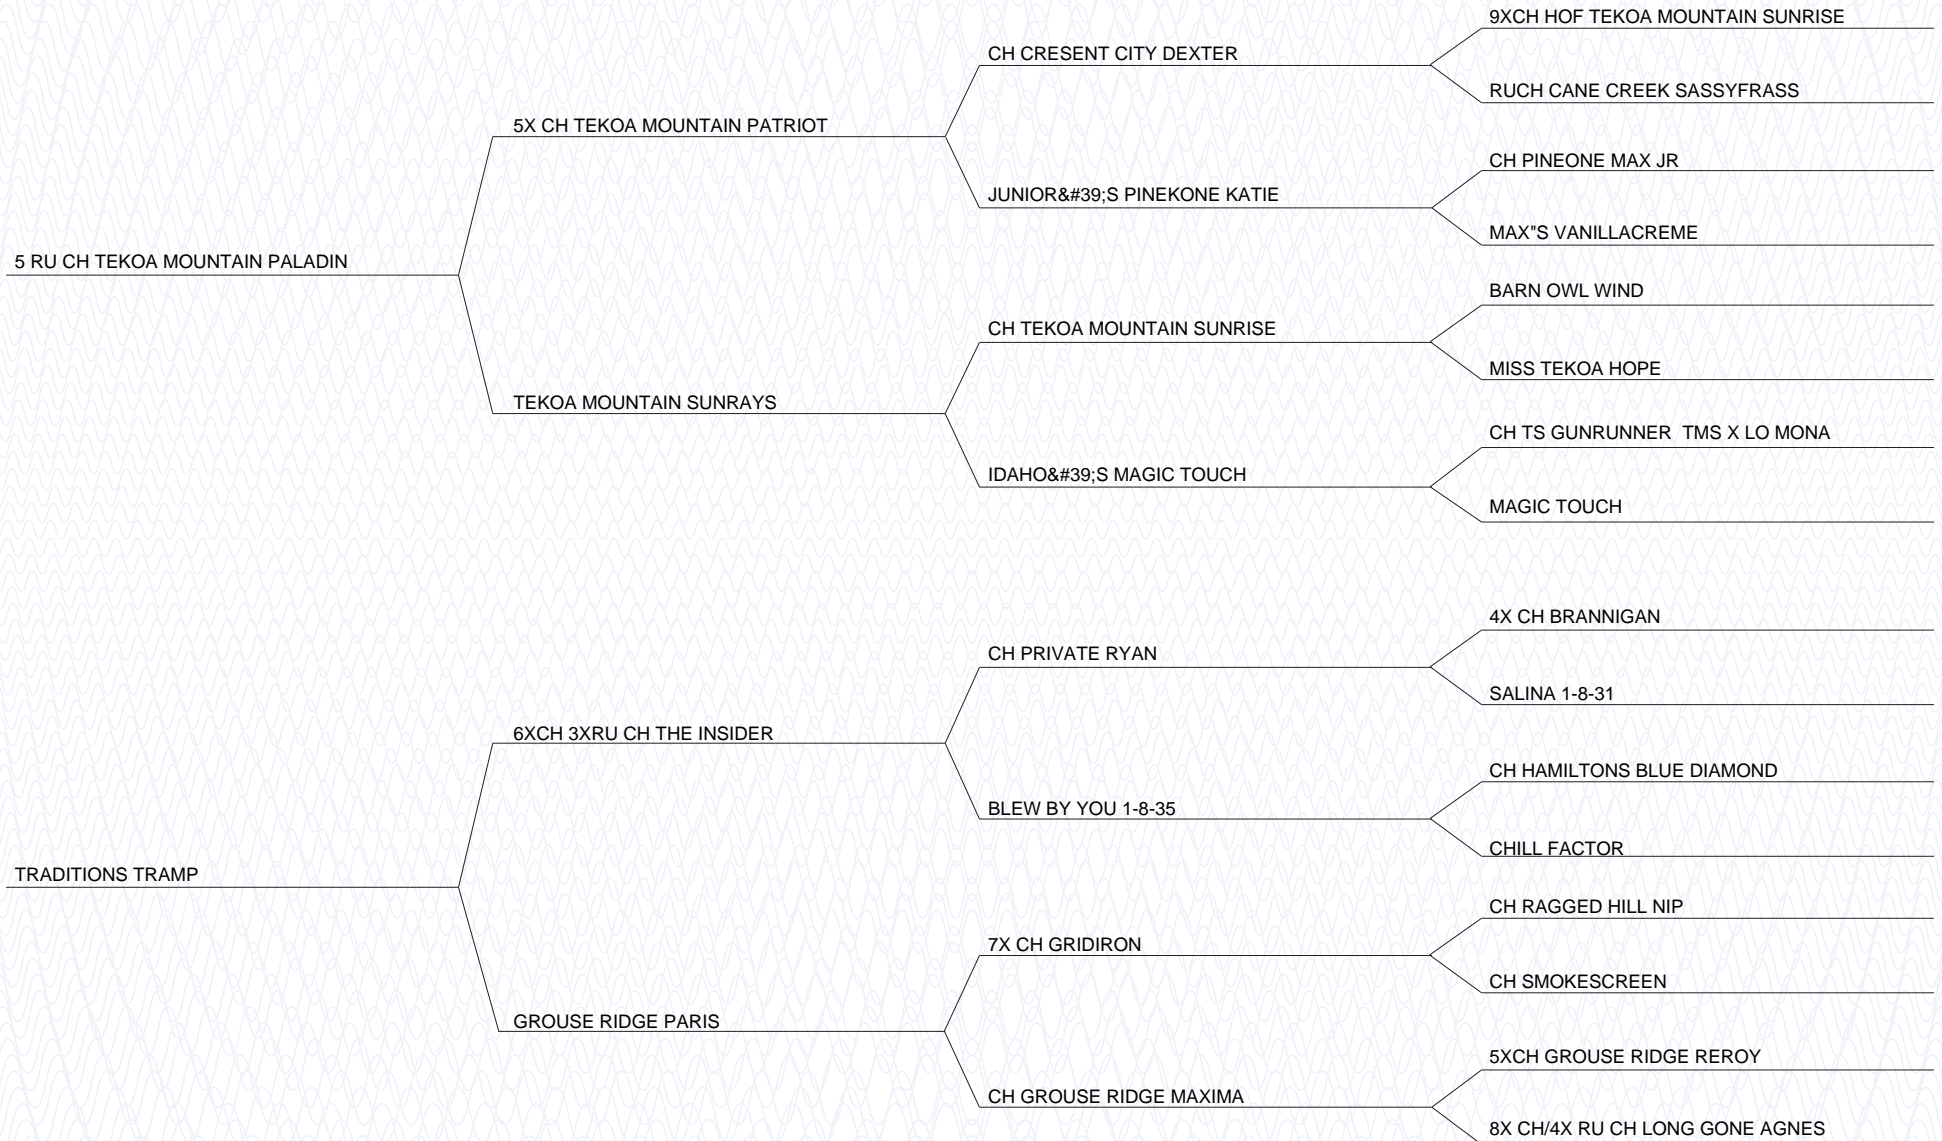 9XCH HOF TEKOA MOUNTAIN SUNRISE
CH CRESENT CITY DEXTER
RUCH CANE CREEK SASSYFRASS
5X CH TEKOA MOUNTAIN PATRIOT
CH PINEONE MAX JR
JUNIOR&#39;S PINEKONE KATIE
MAX"S VANILLACREME
5 RU CH TEKOA MOUNTAIN PALADIN
BARN OWL WIND
CH TEKOA MOUNTAIN SUNRISE
MISS TEKOA HOPE
TEKOA MOUNTAIN SUNRAYS
CH TS GUNRUNNER  TMS X LO MONA
IDAHO&#39;S MAGIC TOUCH
MAGIC TOUCH
4X CH BRANNIGAN
CH PRIVATE RYAN
SALINA 1-8-31
6XCH 3XRU CH THE INSIDER
CH HAMILTONS BLUE DIAMOND
BLEW BY YOU 1-8-35
CHILL FACTOR
TRADITIONS TRAMP
CH RAGGED HILL NIP
7X CH GRIDIRON
CH SMOKESCREEN
GROUSE RIDGE PARIS
5XCH GROUSE RIDGE REROY
CH GROUSE RIDGE MAXIMA
8X CH/4X RU CH LONG GONE AGNES